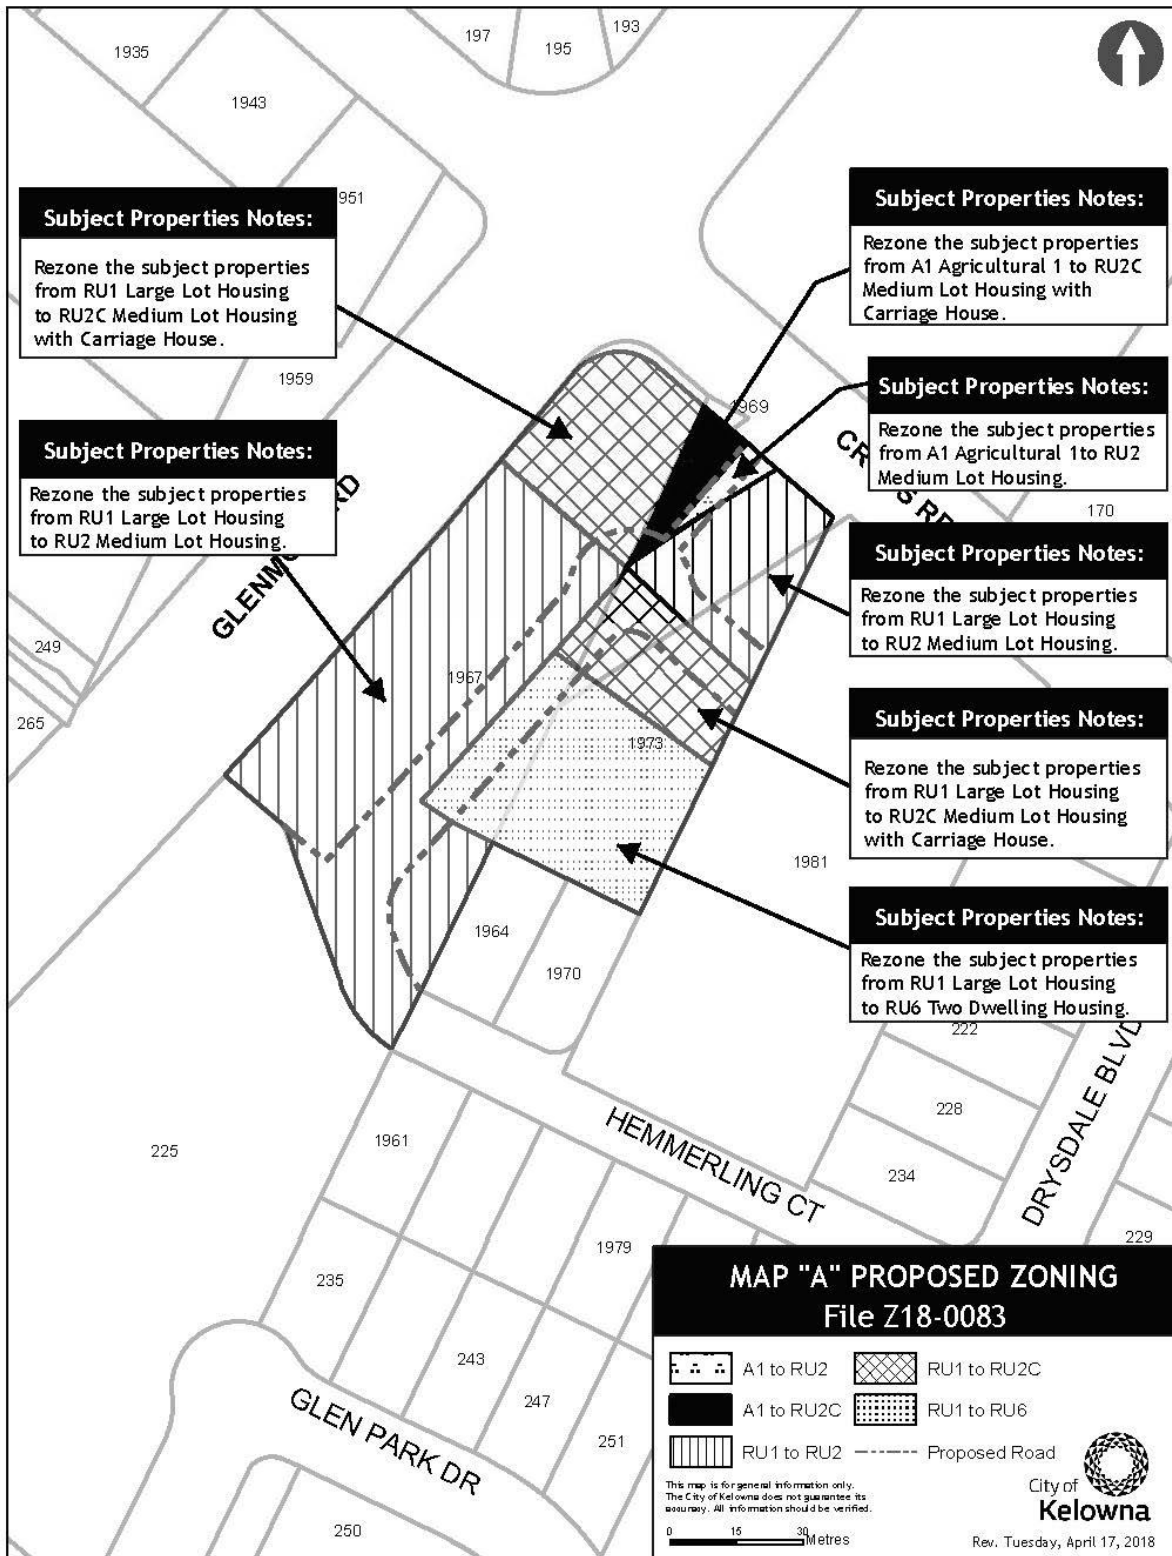 193
197
195
1935
1943
951
Subject Properties Notes:
Rezone the subject properties
from RU1 Large Lot Housing
to RU2C Medium Lot Housing
with Carriage House.
Subject Properties Notes:
Rezone the subject properties
from A1 Agricultural 1 to RU2C
Medium Lot Housing with
Carriage House.
1959
1969
Subject Properties Notes:
Rezone the subject properties
from A1 Agricultural 1to RU2
Medium Lot Housing.
Subject Properties Notes:
Rezone the subject properties
from RU1 Large Lot Housing
to RU2 Medium Lot Housing.
170
Subject Properties Notes:
Rezone the subject properties
from RU1 Large Lot Housing
to RU2 Medium Lot Housing.
249
265
1967
1973
Subject Properties Notes:
Rezone the subject properties
from RU1 Large Lot Housing
to RU2C Medium Lot Housing
with Carriage House.
1981
Subject Properties Notes:
Rezone the subject properties
from RU1 Large Lot Housing
to RU6 Two Dwelling Housing.
1964
1970
222
228
234
229
DRYSDALE BLVD
HEMMERLING CT
225
1961
1979
235
243
247
251
GLEN PARK DR
250
MAP "A" PROPOSED ZONING
File Z18-0083
A1 to RU2
RU1 to RU2C
A1 to RU2C
RU1 to RU6
RU1 to RU2
Proposed Road
This map is for general information only.
The City of Kelowna does not guarantee its
accuracy. All information should be verified.
0 15 30 Metres
City of
Kelowna
Rev. Tuesday, April 17, 2018